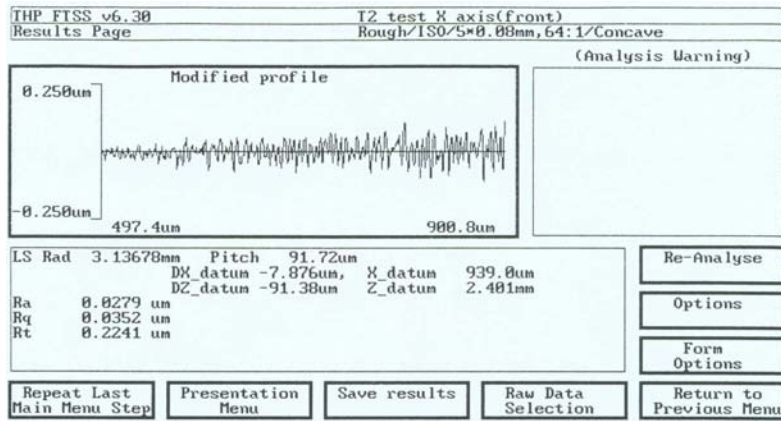 THP FTSS v6.30 T2 test X axis(front)
Results Page Rough/ISO/5*0.08mm,64:1/Concave
(Analysis Warning)
Modified profile
0.250um
-0.250um
497.4um 900.8um
LS Rad 3.13678mm Pitch 91.72um
DX_datum -7.876um, X_datum 939.0um
DZ_datum -91.38um Z_datum 2.401mm
Ra 0.0279 um
Rq 0.0352 um
Rt 0.2241 um
Re-Analyse
Options
Form
Options
Repeat Last
Main Menu Step
Presentation
Menu
Save results
Raw Data
Selection
Return to
Previous Menu